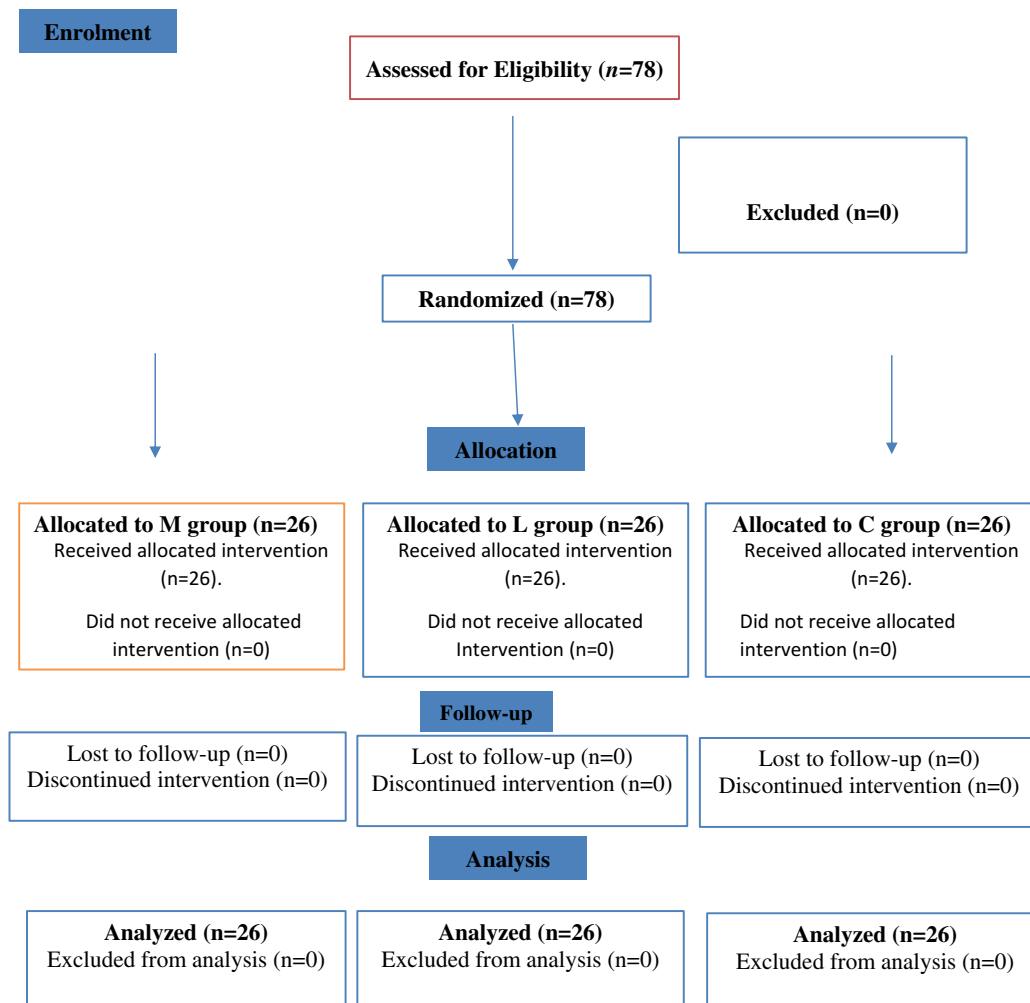 Enrolment
Assessed for Eligibility (n=78)
Excluded (n=0)
Randomized (n=78)
Allocation
Allocated to M group (n=26)
Received allocated intervention
(n=26).
Did not receive allocated
intervention (n=0)
Allocated to L group (n=26)
Received allocated intervention
(n=26).
Did not receive allocated
Intervention (n=0)
Allocated to C group (n=26)
Received allocated intervention
(n=26).
Did not receive allocated
intervention (n=0)
Follow-up
Lost to follow-up (n=0)
Discontinued intervention (n=0)
Lost to follow-up (n=0)
Discontinued intervention (n=0)
Lost to follow-up (n=0)
Discontinued intervention (n=0)
Analysis
Analyzed (n=26)
Excluded from analysis (n=0)
Analyzed (n=26)
Excluded from analysis (n=0)
Analyzed (n=26)
Excluded from analysis (n=0)